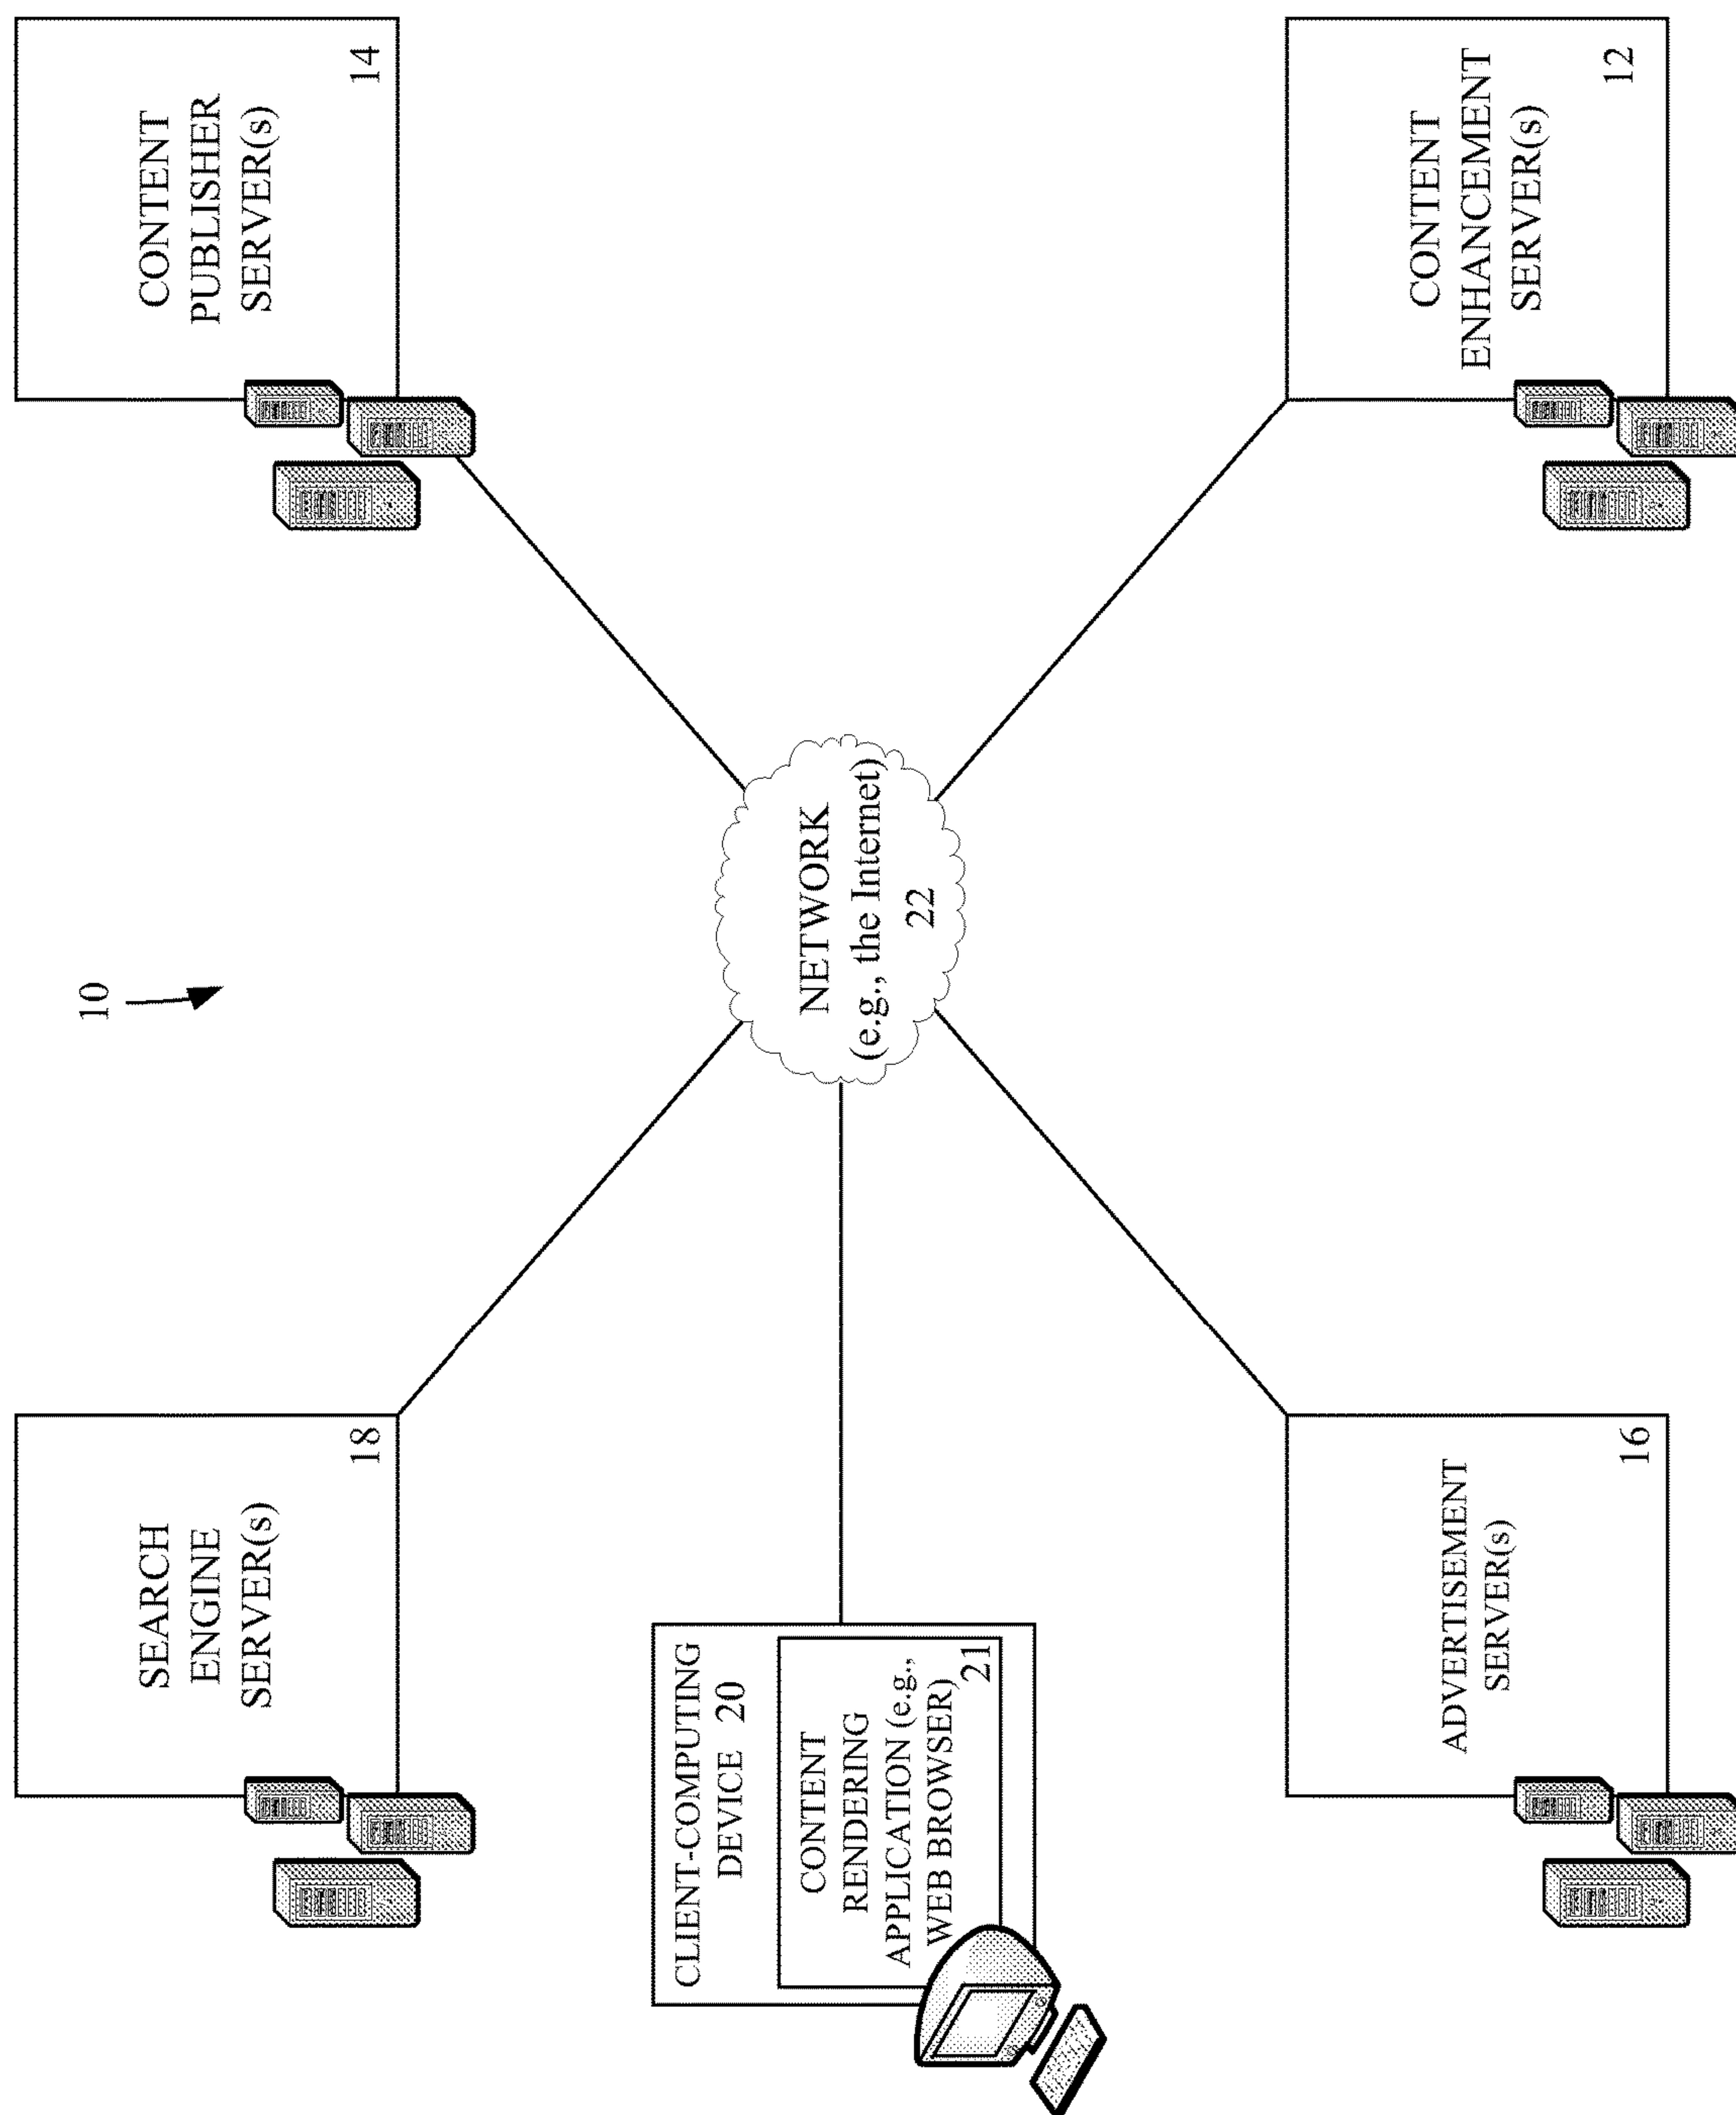 10
SEARCH
ENGINE
SERVER(s)
18
CONTENT
PUBLISHER
SERVER(s)
14
CLIENT-COMPUTING
DEVICE 20
CONTENT
RENDERING
APPLICATION (e.g.,
WEB BROWSER)
21
NETWORK
(e.g., the Internet)
22
ADVERTISEMENT
SERVER(s)
16
CONTENT
ENHANCEMENT
SERVER(s)
12